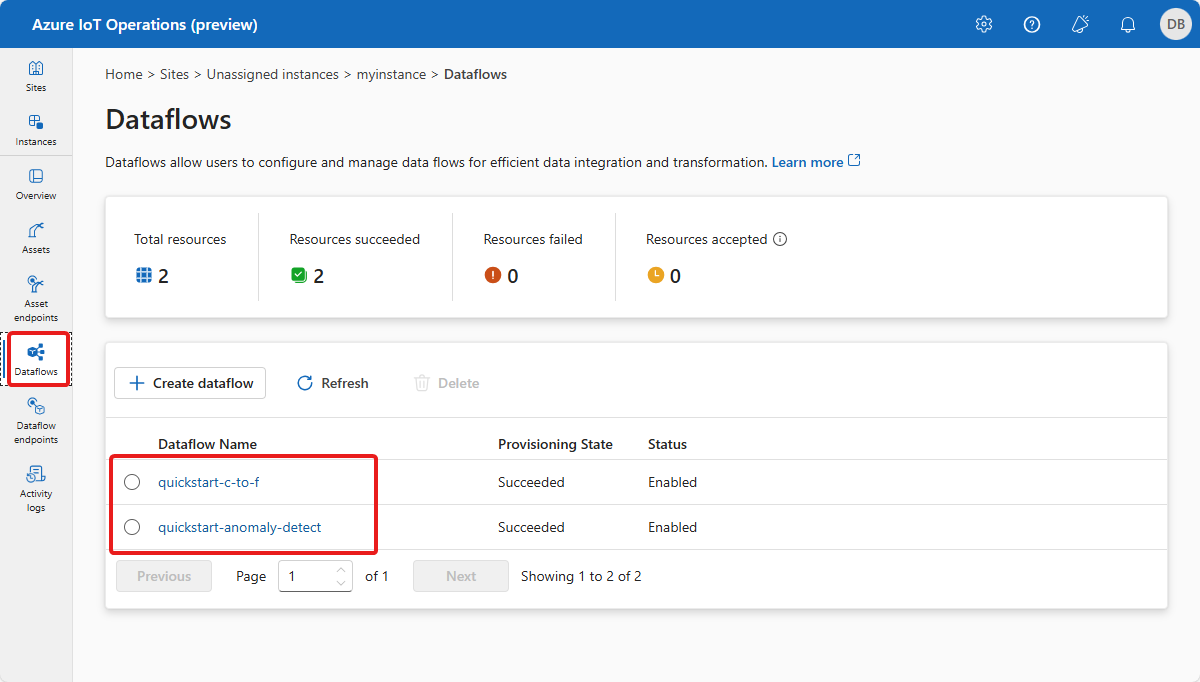 Azure IoT Operations (preview)
DB
Sites
Instances
Overview
Assets
Asset
endpoints
Dataflows
Dataflow
endpoints
Activity
logs
Home > Sites > Unassigned instances > myinstance > Dataflows
Dataflows
Dataflows allow users to configure and manage data flows for efficient data integration and transformation. Learn more
Total resources
2
Resources succeeded
2
Resources failed
0
Resources accepted
0
Create dataflow Refresh Delete
Dataflow Name Provisioning State Status
quickstart-c-to-f Succeeded Enabled
quickstart-anomaly-detect Succeeded Enabled
Previous Page 1 of 1 Next Showing 1 to 2 of 2